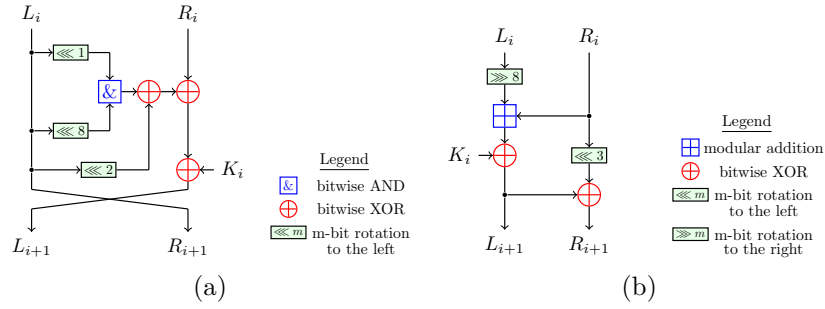 L_i R_i
⋘ 1
&
⋘ 8
⋘ 2
K_i
L_{i+1} R_{i+1}
Legend
& bitwise AND
bitwise XOR
⋘ m m-bit rotation
to the left
(a)
L_i R_i
⋙ 8
K_i
⋘ 3
L_{i+1} R_{i+1}
Legend
modular addition
bitwise XOR
⋘ m m-bit rotation
to the left
⋙ m m-bit rotation
to the right
(b)